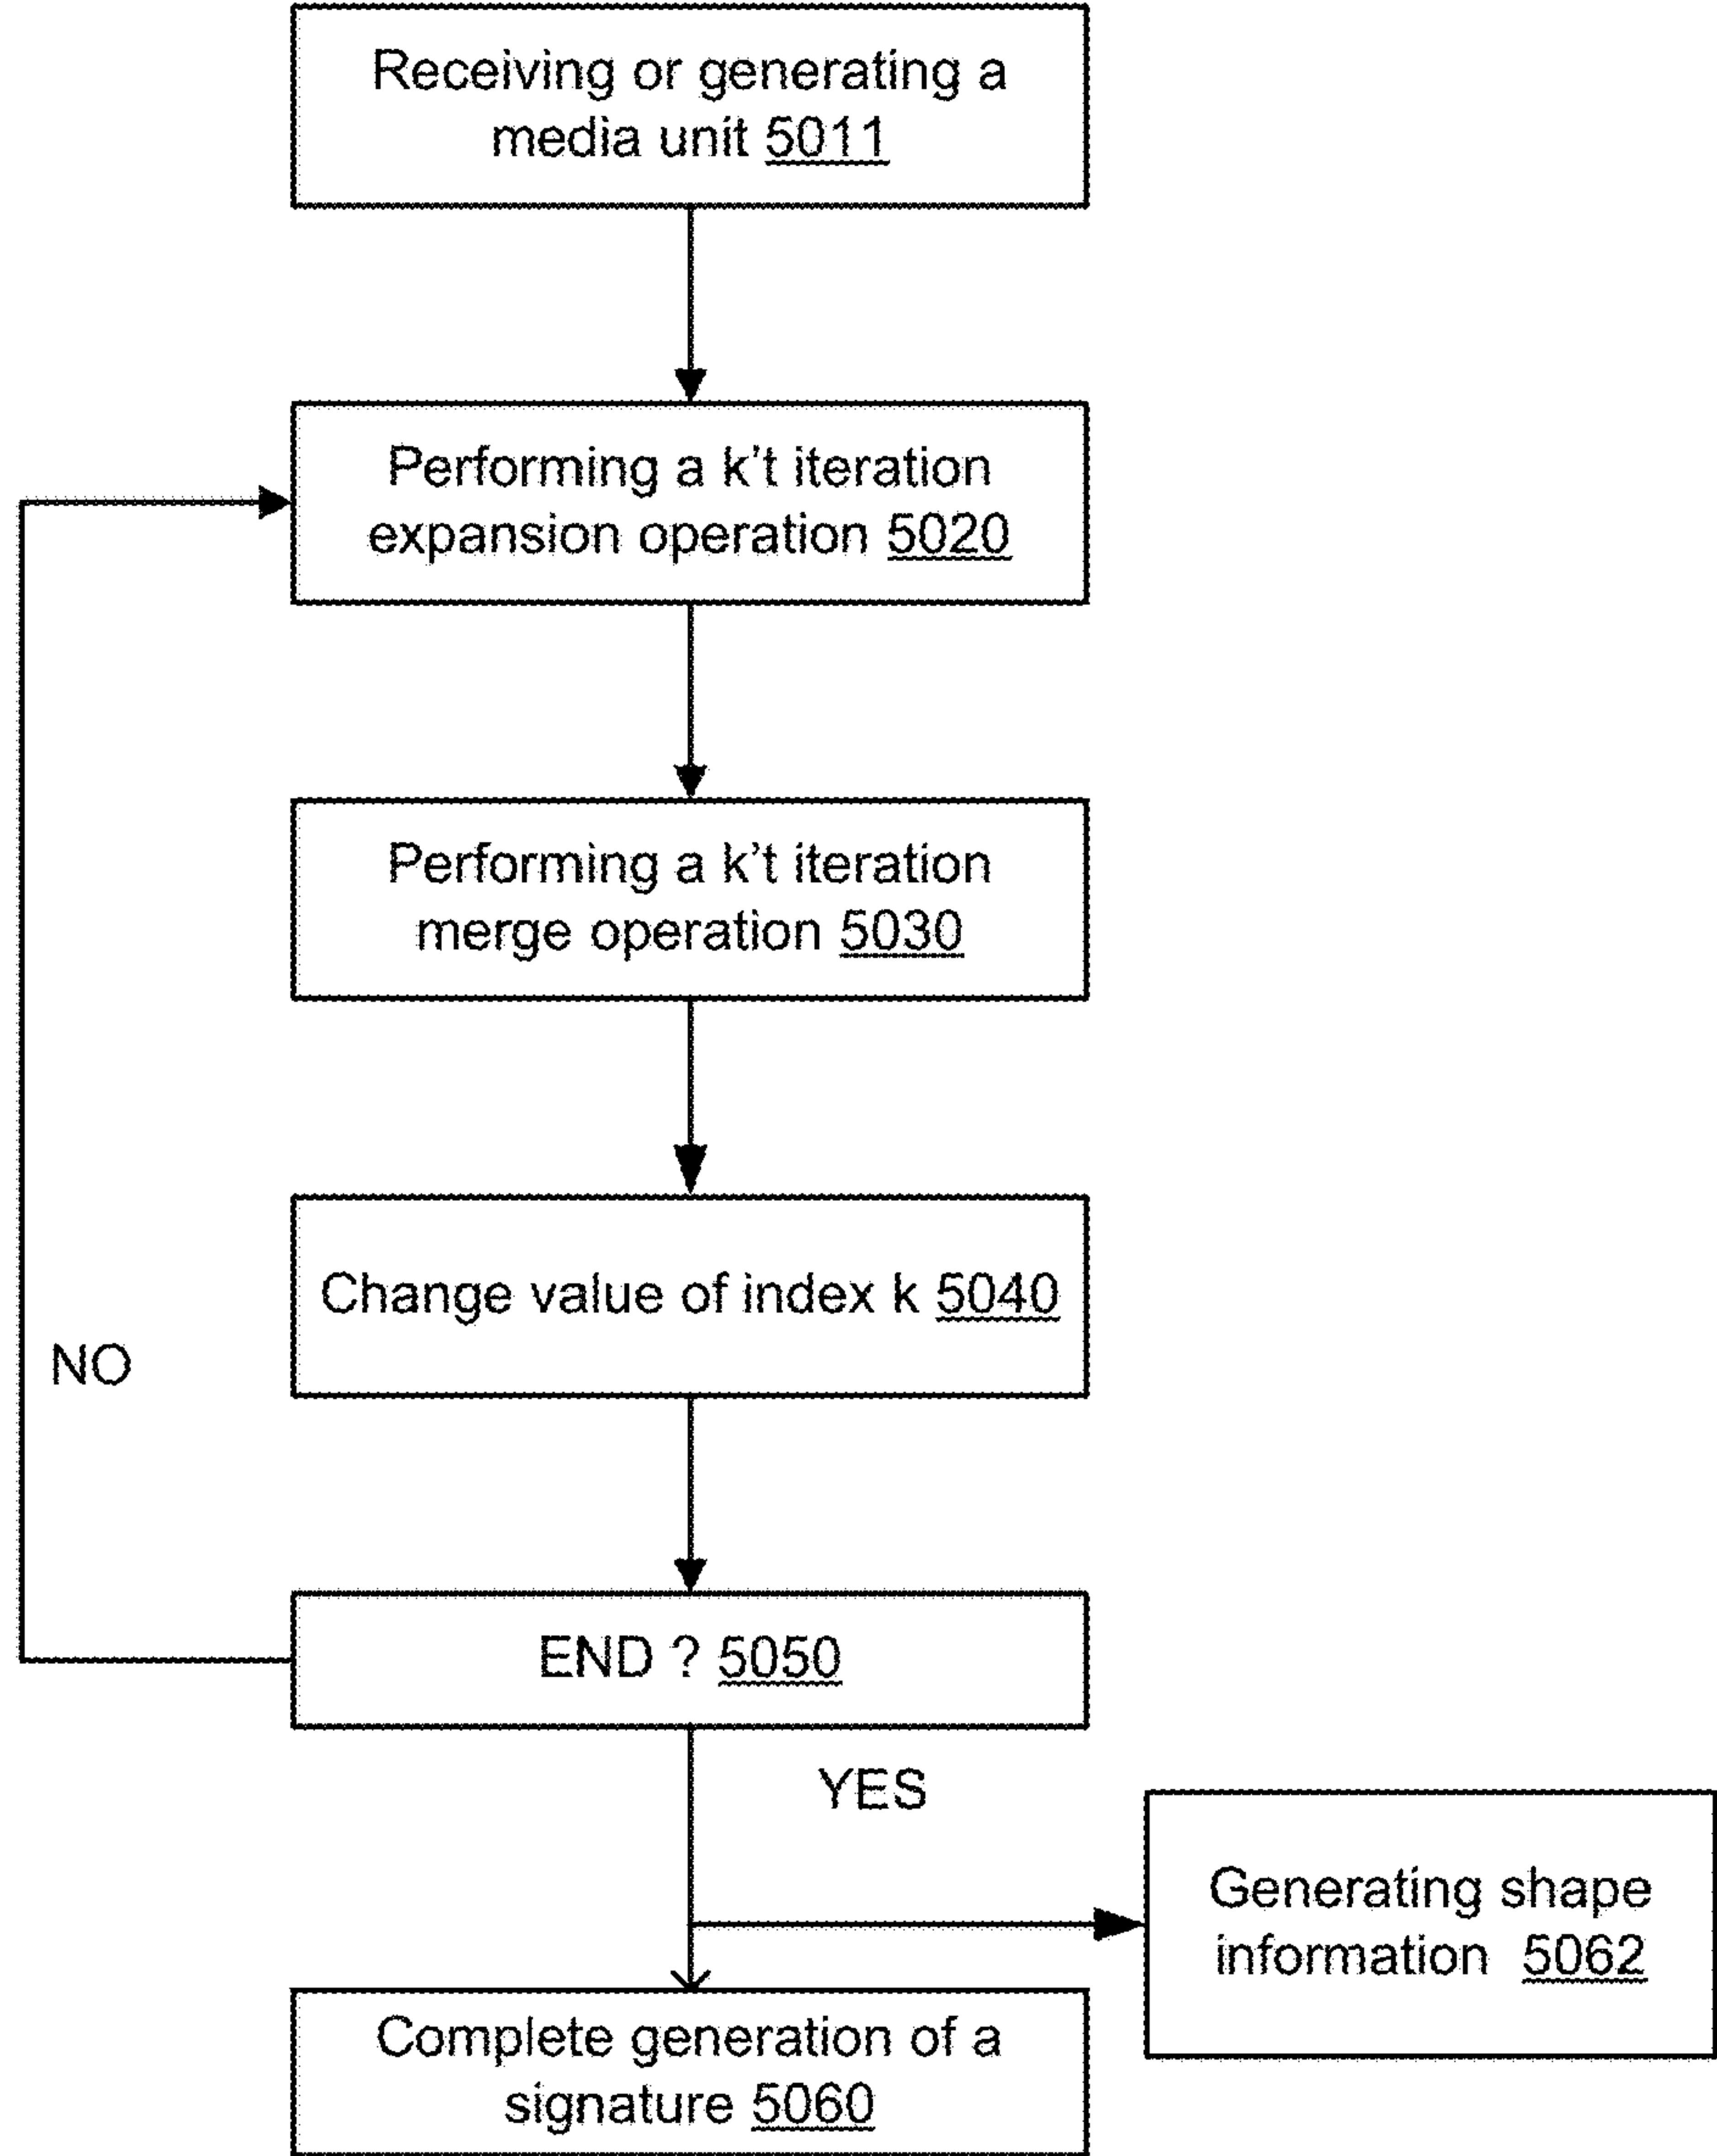 Receiving or generating a
media unit 5011
Performing a k't iteration
expansion operation 5020
Performing a k't iteration
merge operation 5030
Change value of index k 5040
NO
END ? 5050
YES
Generating shape
information 5062
Complete generation of a
signature 5060